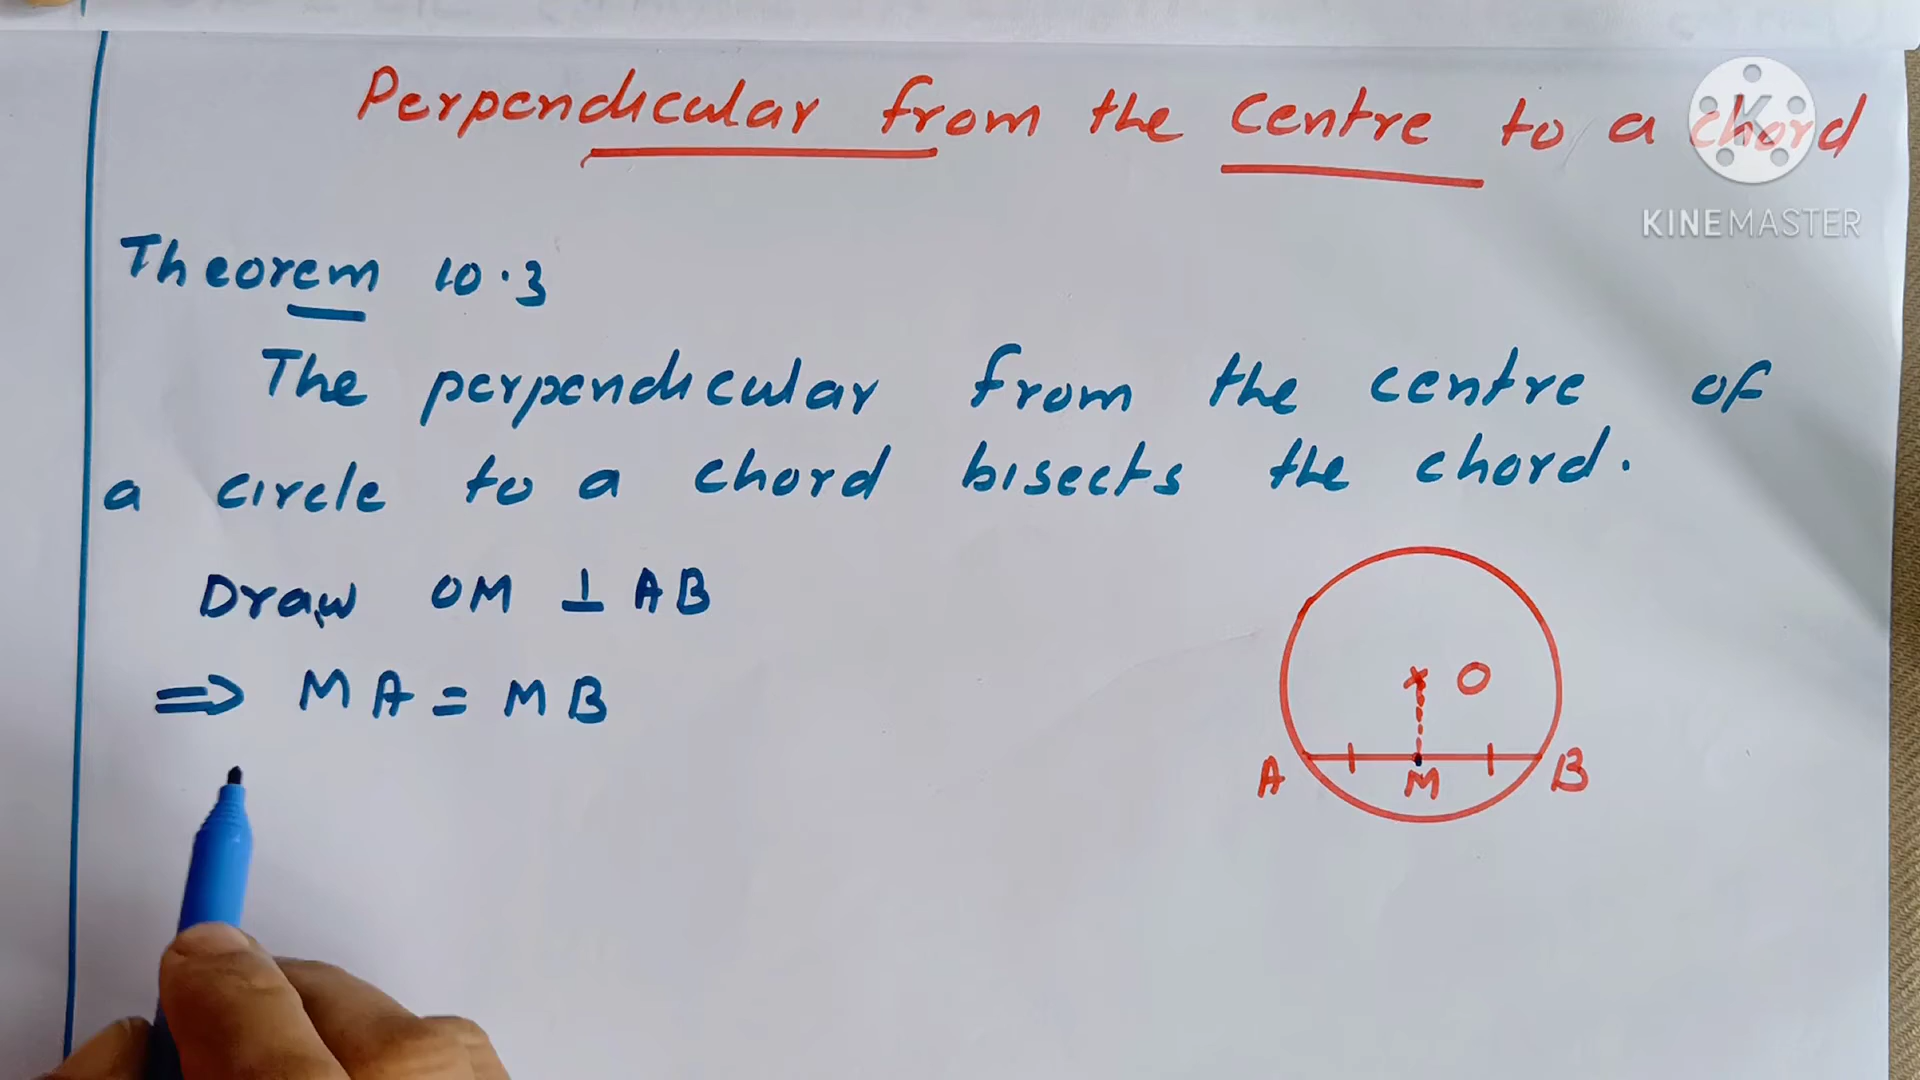 Perpendicular from the centre to a chord
K
KINEMASTER
Theorem 10.3
The perpendicular from the centre of
a circle to a chord bisects the chord.
Draw OM ⊥ AB
⇒ MA = MB
O
A M B